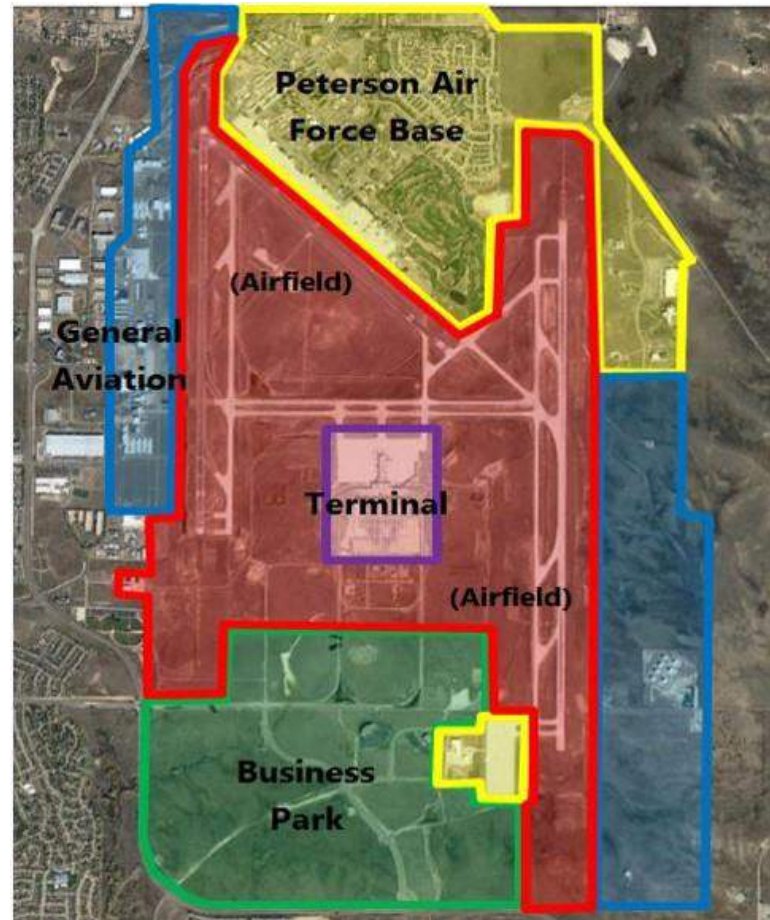 Peterson Air
Force Base
(Airfield)
General
Aviation
Terminal
(Airfield)
Business
Park